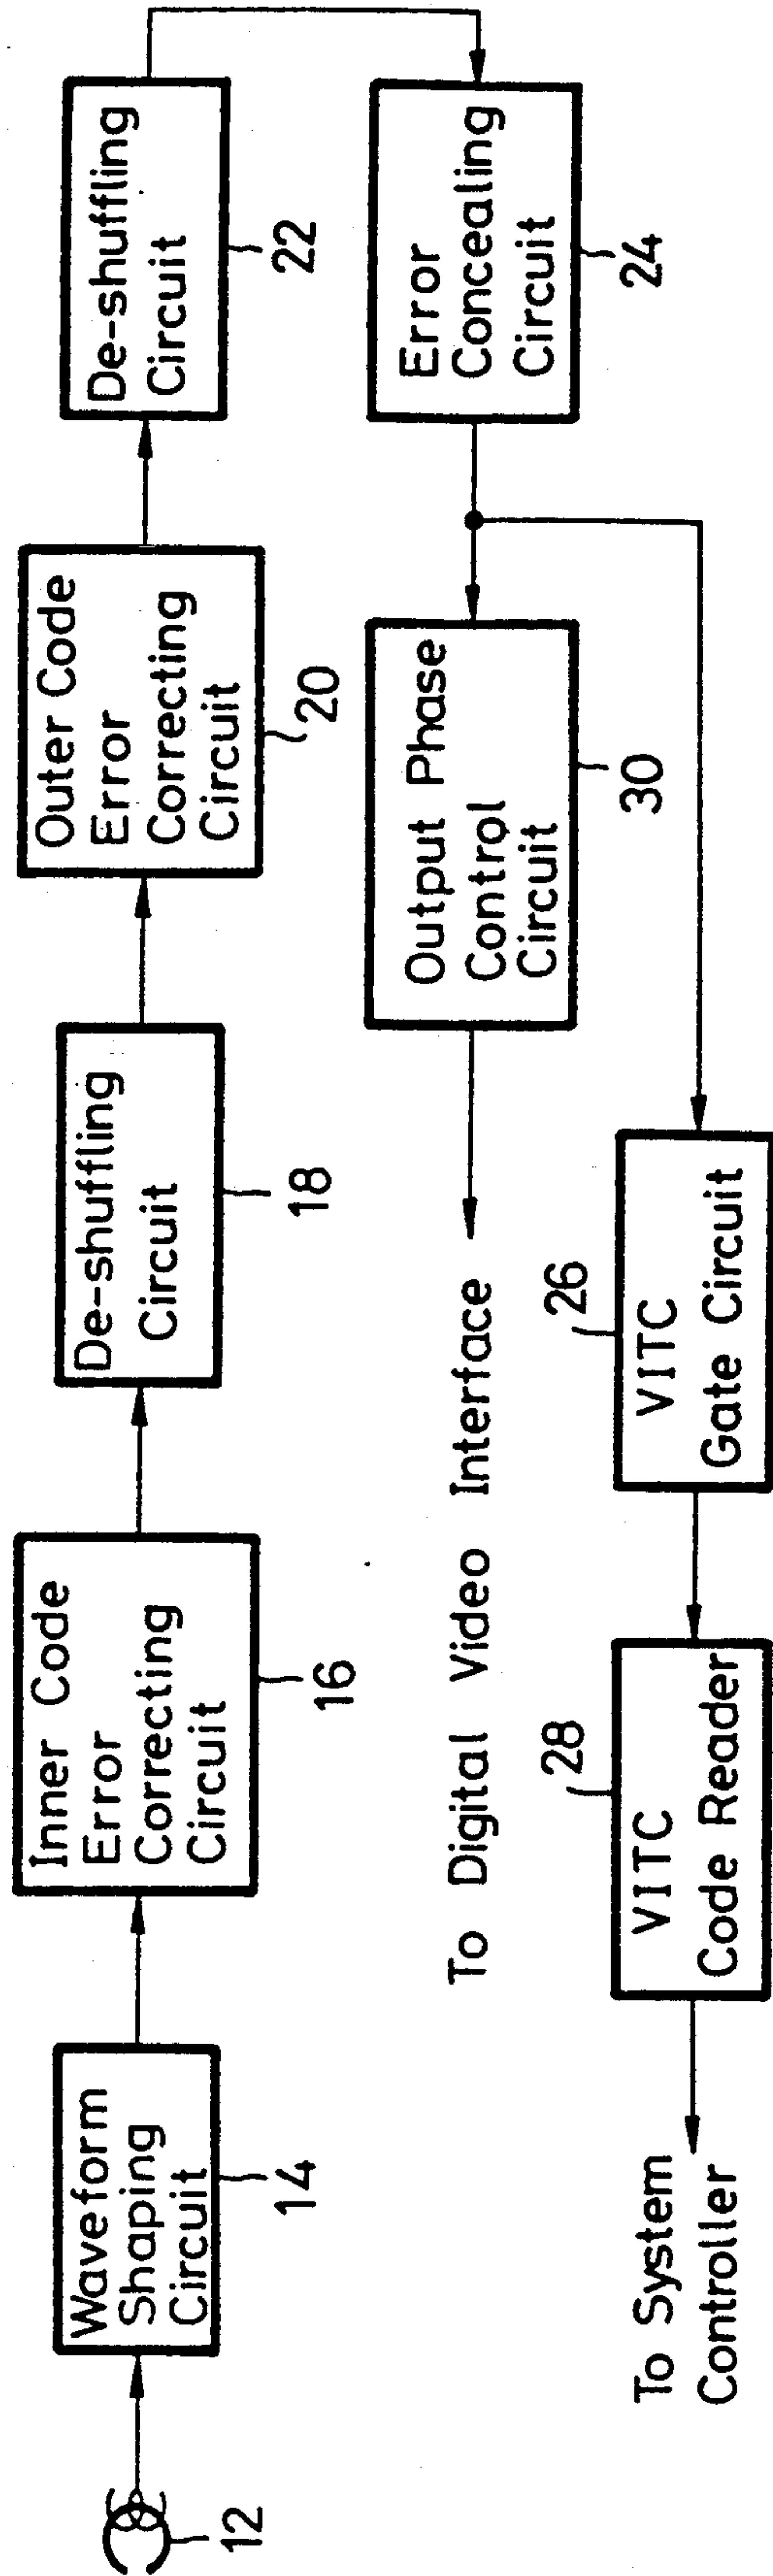 12
Waveform
Shaping
Circuit
14
Inner Code
Error
Correcting
Circuit
16
De-shuffling
Circuit
18
Outer Code
Error
Correcting
Circuit
20
De-shuffling
Circuit
22
Error
Concealing
Circuit
24
Output Phase
Control
Circuit
30
To Digital Video Interface
26
VITC
Gate Circuit
28
VITC
Code Reader
To System
Controller